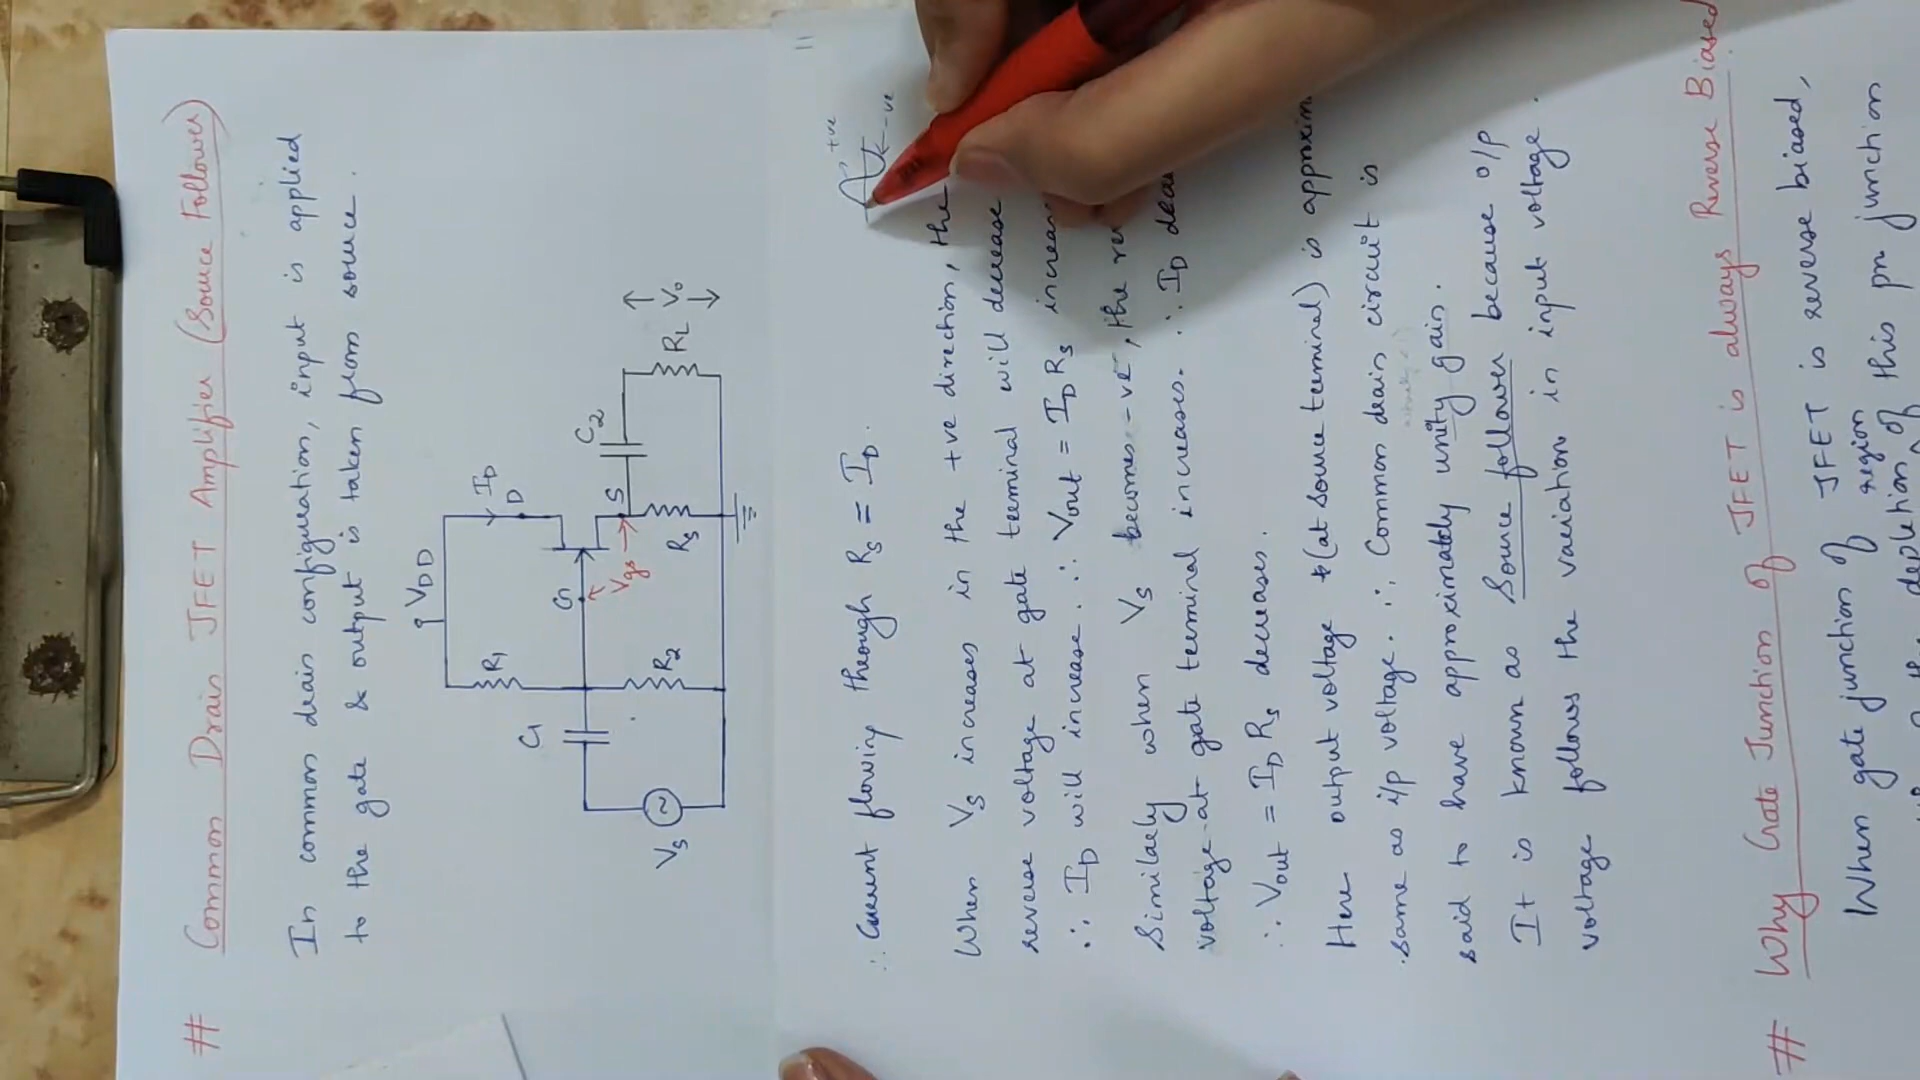 # Common Drain JFET Amplifier (Source Follower)
In common drain configuration, input is applied
to the gate & output is taken from source.
VDD
R1
ID
D
C1
G
Vgs
S
C2
R2
RS
RL
Vo
Vs
∴ Current flowing through RS = ID.
+ve
-ve
When VS increases in the +ve direction, the
reverse voltage at gate terminal will decrease
∴ ID will increase. ∴ Vout = ID RS
Similarly when VS becomes -ve, the
voltage at gate terminal increases. ∴ ID
∴ Vout = ID RS decreases.
Here output voltage (at source terminal) is
same as i/p voltage. ∴ Common drain circuit is
said to have approximately unity gain.
It is known as Source follower because o/p
voltage follows the variation in input voltage.
# Why Gate Junction of JFET is always Reverse Biased
When gate junction of JFET is reverse biased,
region
depletion of this pn junction